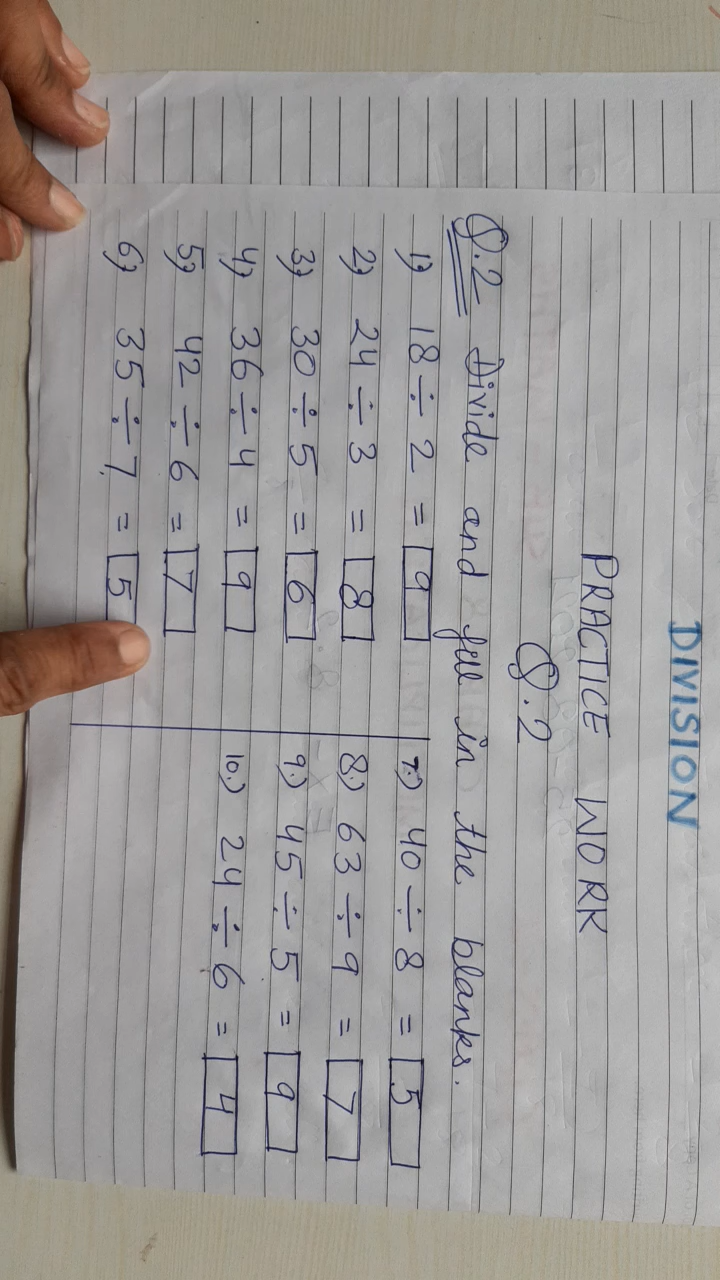 DIVISION
PRACTICE WORK
Q.2
Q.2 Divide and fill in the blanks.
1) 18 ÷ 2 = 9
2) 24 ÷ 3 = 8
3) 30 ÷ 5 = 6
4) 36 ÷ 4 = 9
5) 42 ÷ 6 = 7
6) 35 ÷ 7 = 5
7.) 40 ÷ 8 = 5
8.) 63 ÷ 9 = 7
9.) 45 ÷ 5 = 9
10.) 24 ÷ 6 = 4